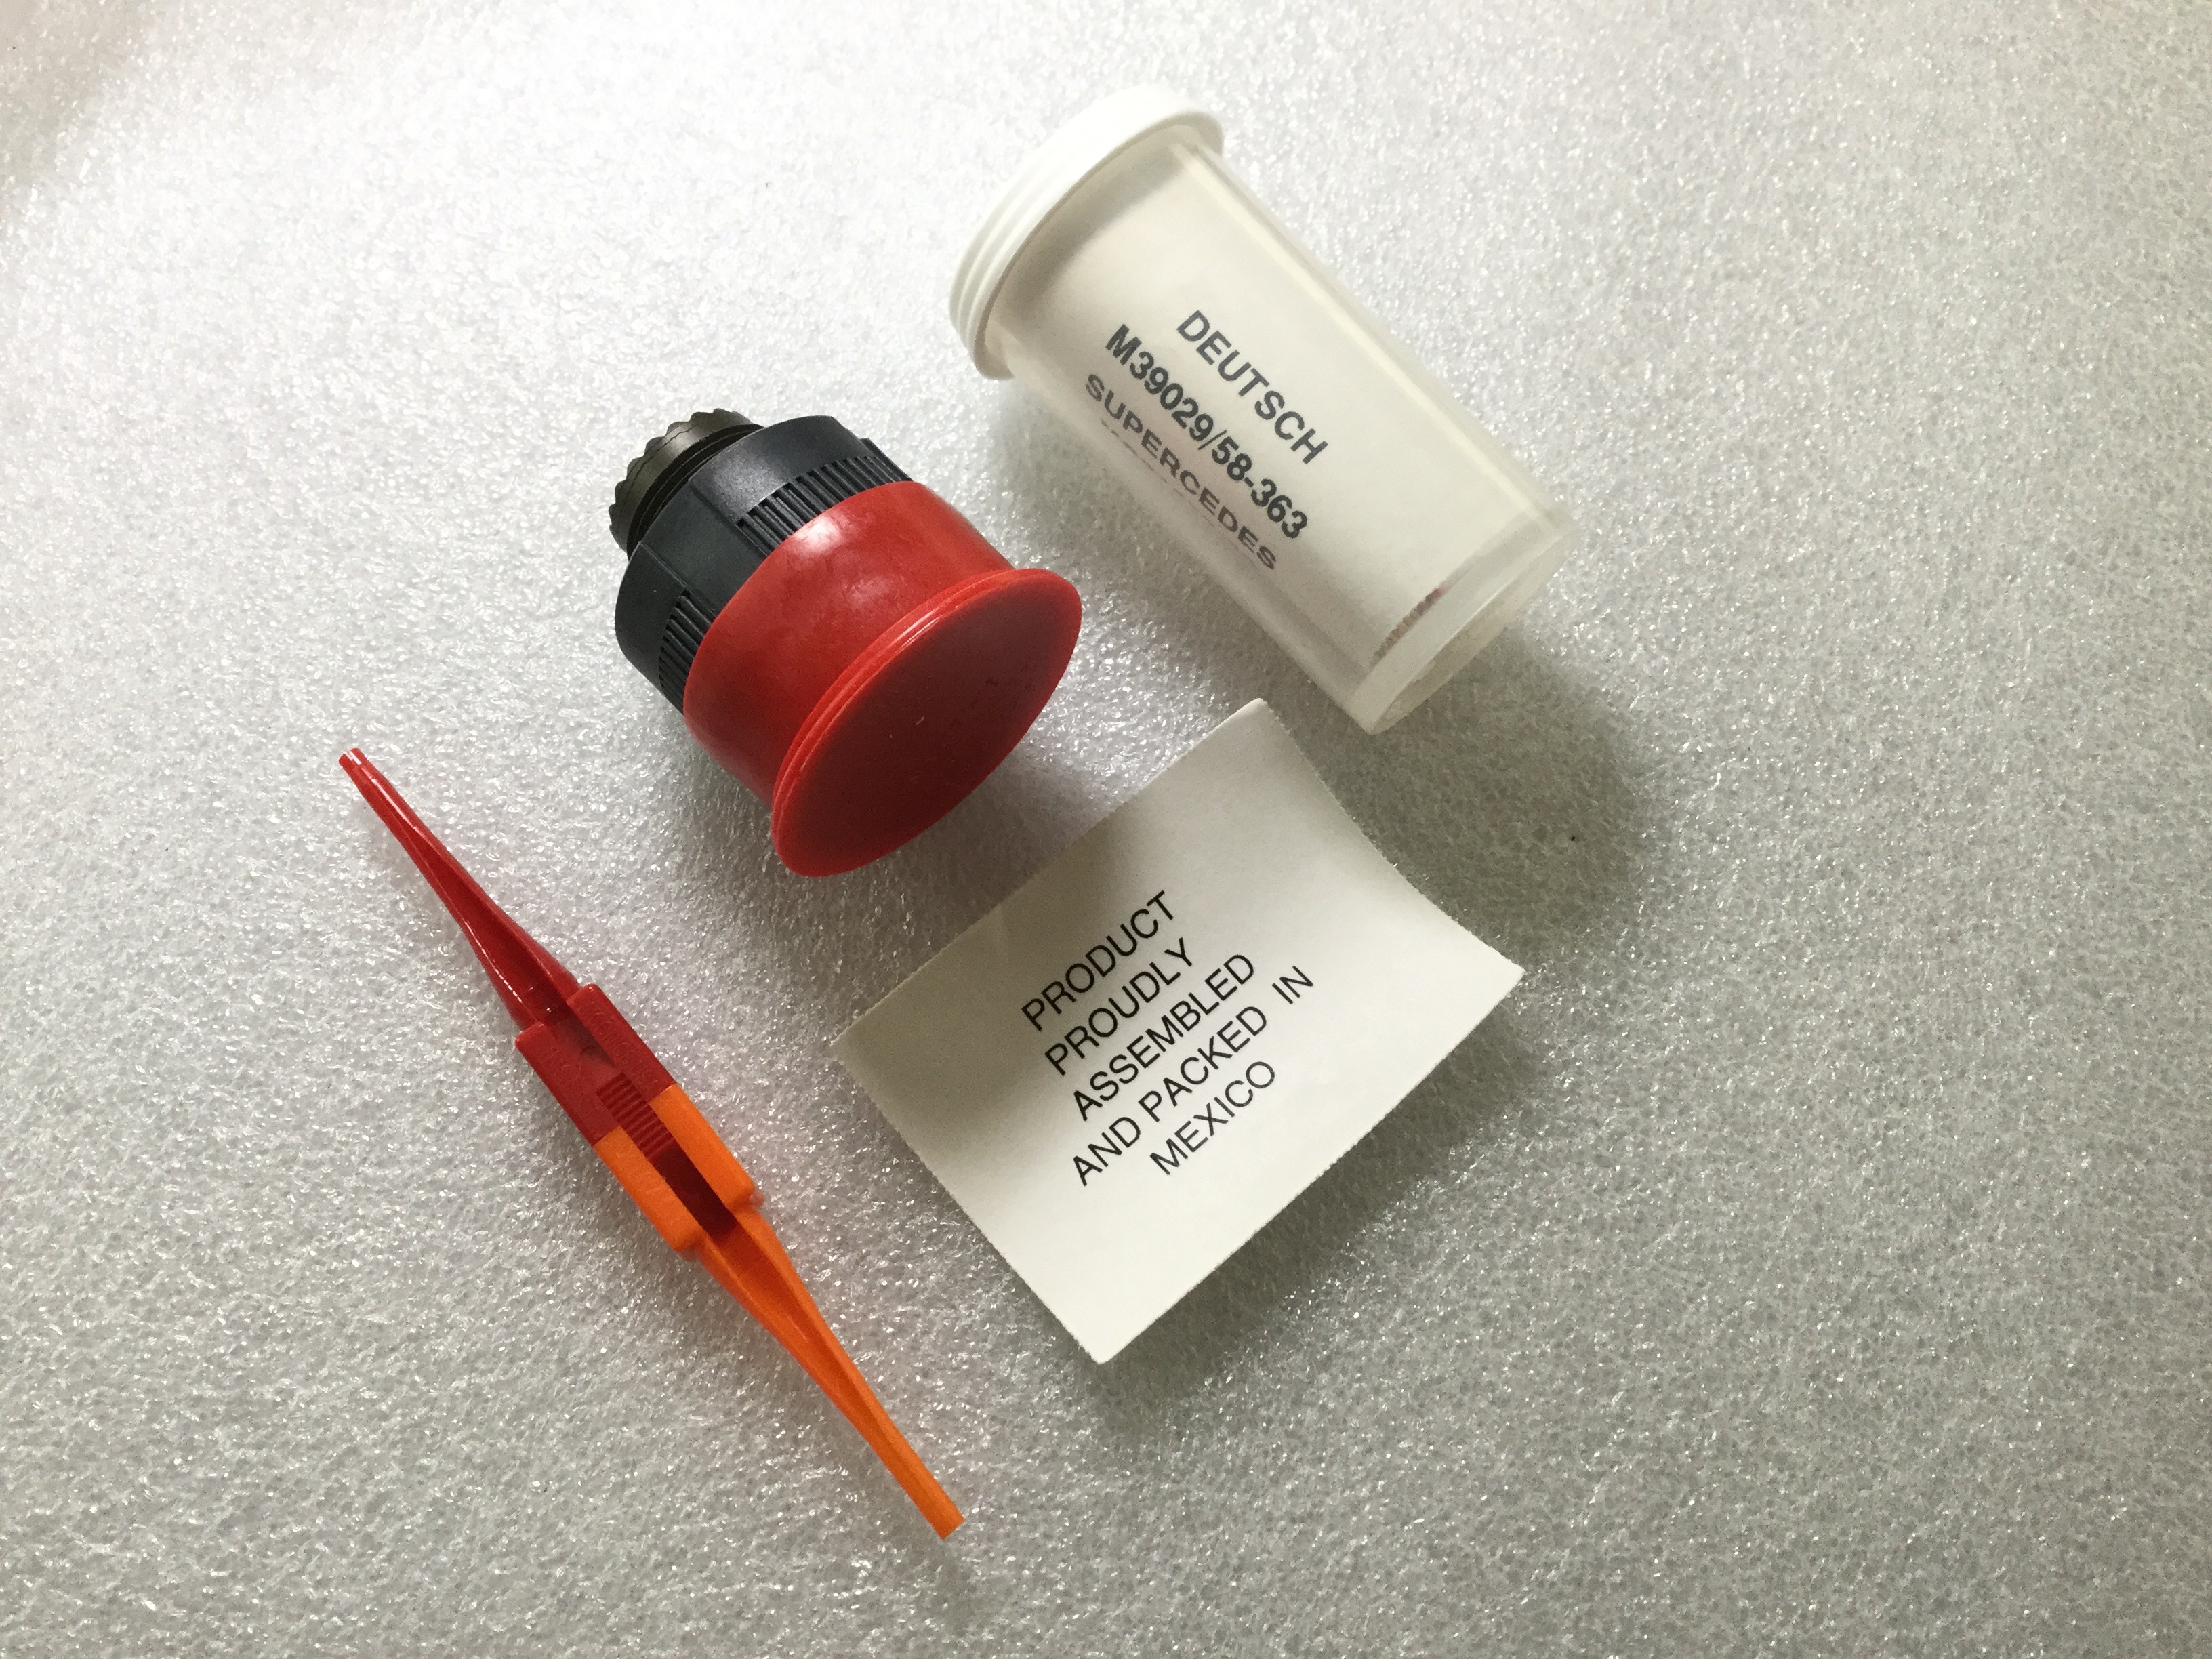 DEUTSCH
M39029/58-363
SUPERCEDES
PRODUCT
PROUDLY
ASSEMBLED
AND PACKED IN
MEXICO